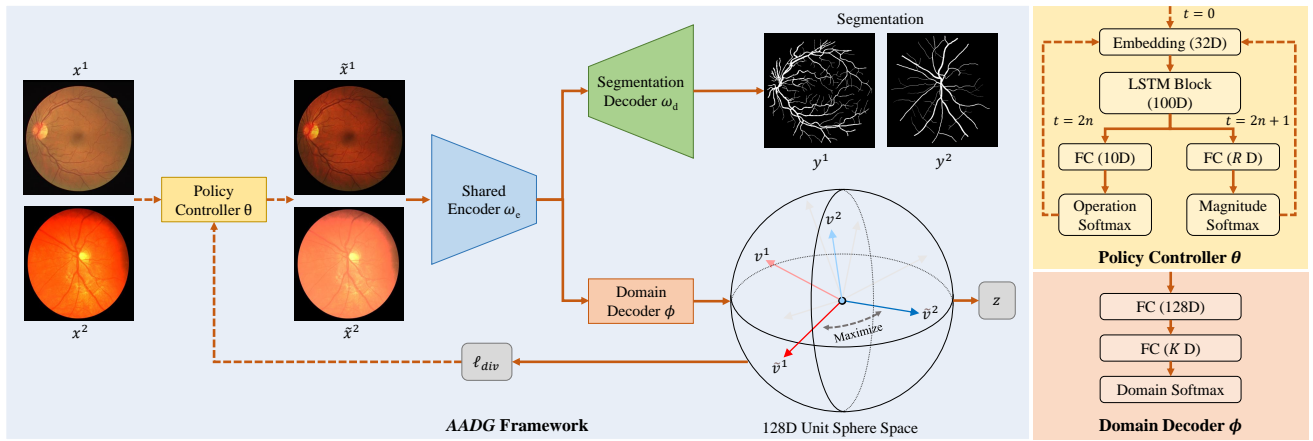 x¹
x²
Policy
Controller θ
x̃¹
x̃²
Shared
Encoder ωₑ
Segmentation
Decoder ω_d
Segmentation
y¹
y²
Domain
Decoder ϕ
v²
v¹
ṽ²
Maximize
ṽ¹
z
ℓ_div
AADG Framework
128D Unit Sphere Space
t = 0
Embedding (32D)
LSTM Block
(100D)
t = 2n
t = 2n + 1
FC (10D)
FC (R D)
Operation
Softmax
Magnitude
Softmax
Policy Controller θ
FC (128D)
FC (K D)
Domain Softmax
Domain Decoder ϕ